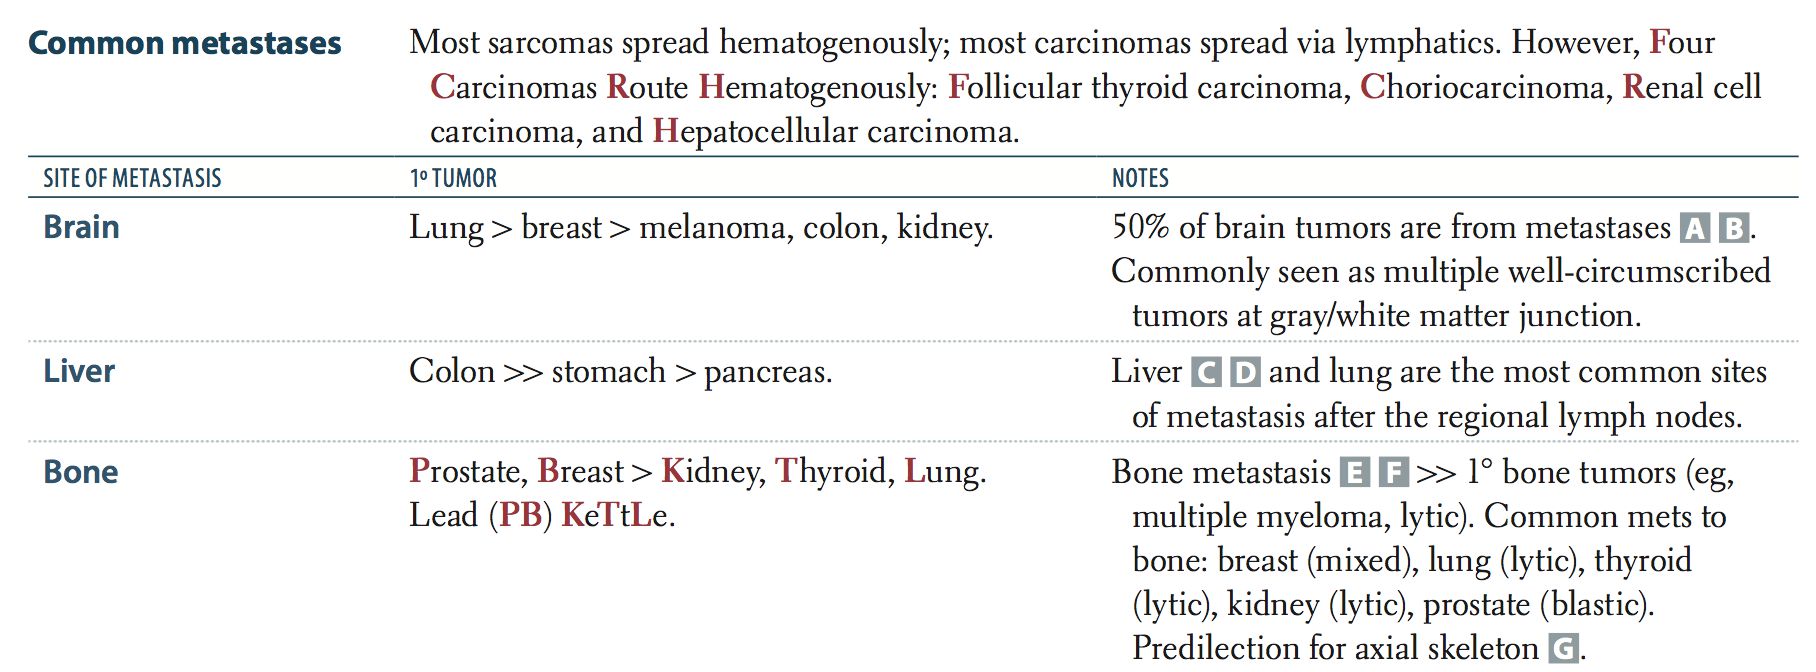 Common metastases
Most sarcomas spread hematogenously; most carcinomas spread via lymphatics. However, Four
Carcinomas Route Hematogenously: Follicular thyroid carcinoma, Choriocarcinoma, Renal cell
carcinoma, and Hepatocellular carcinoma.
SITE OF METASTASIS
1º TUMOR
NOTES
Brain
Lung > breast > melanoma, colon, kidney.
50% of brain tumors are from metastases A B.
Commonly seen as multiple well-circumscribed
tumors at gray/white matter junction.
Liver
Colon >> stomach > pancreas.
Liver C D and lung are the most common sites
of metastasis after the regional lymph nodes.
Bone
Prostate, Breast > Kidney, Thyroid, Lung.
Lead (PB) KeTtLe.
Bone metastasis E F >> 1° bone tumors (eg,
multiple myeloma, lytic). Common mets to
bone: breast (mixed), lung (lytic), thyroid
(lytic), kidney (lytic), prostate (blastic).
Predilection for axial skeleton G.